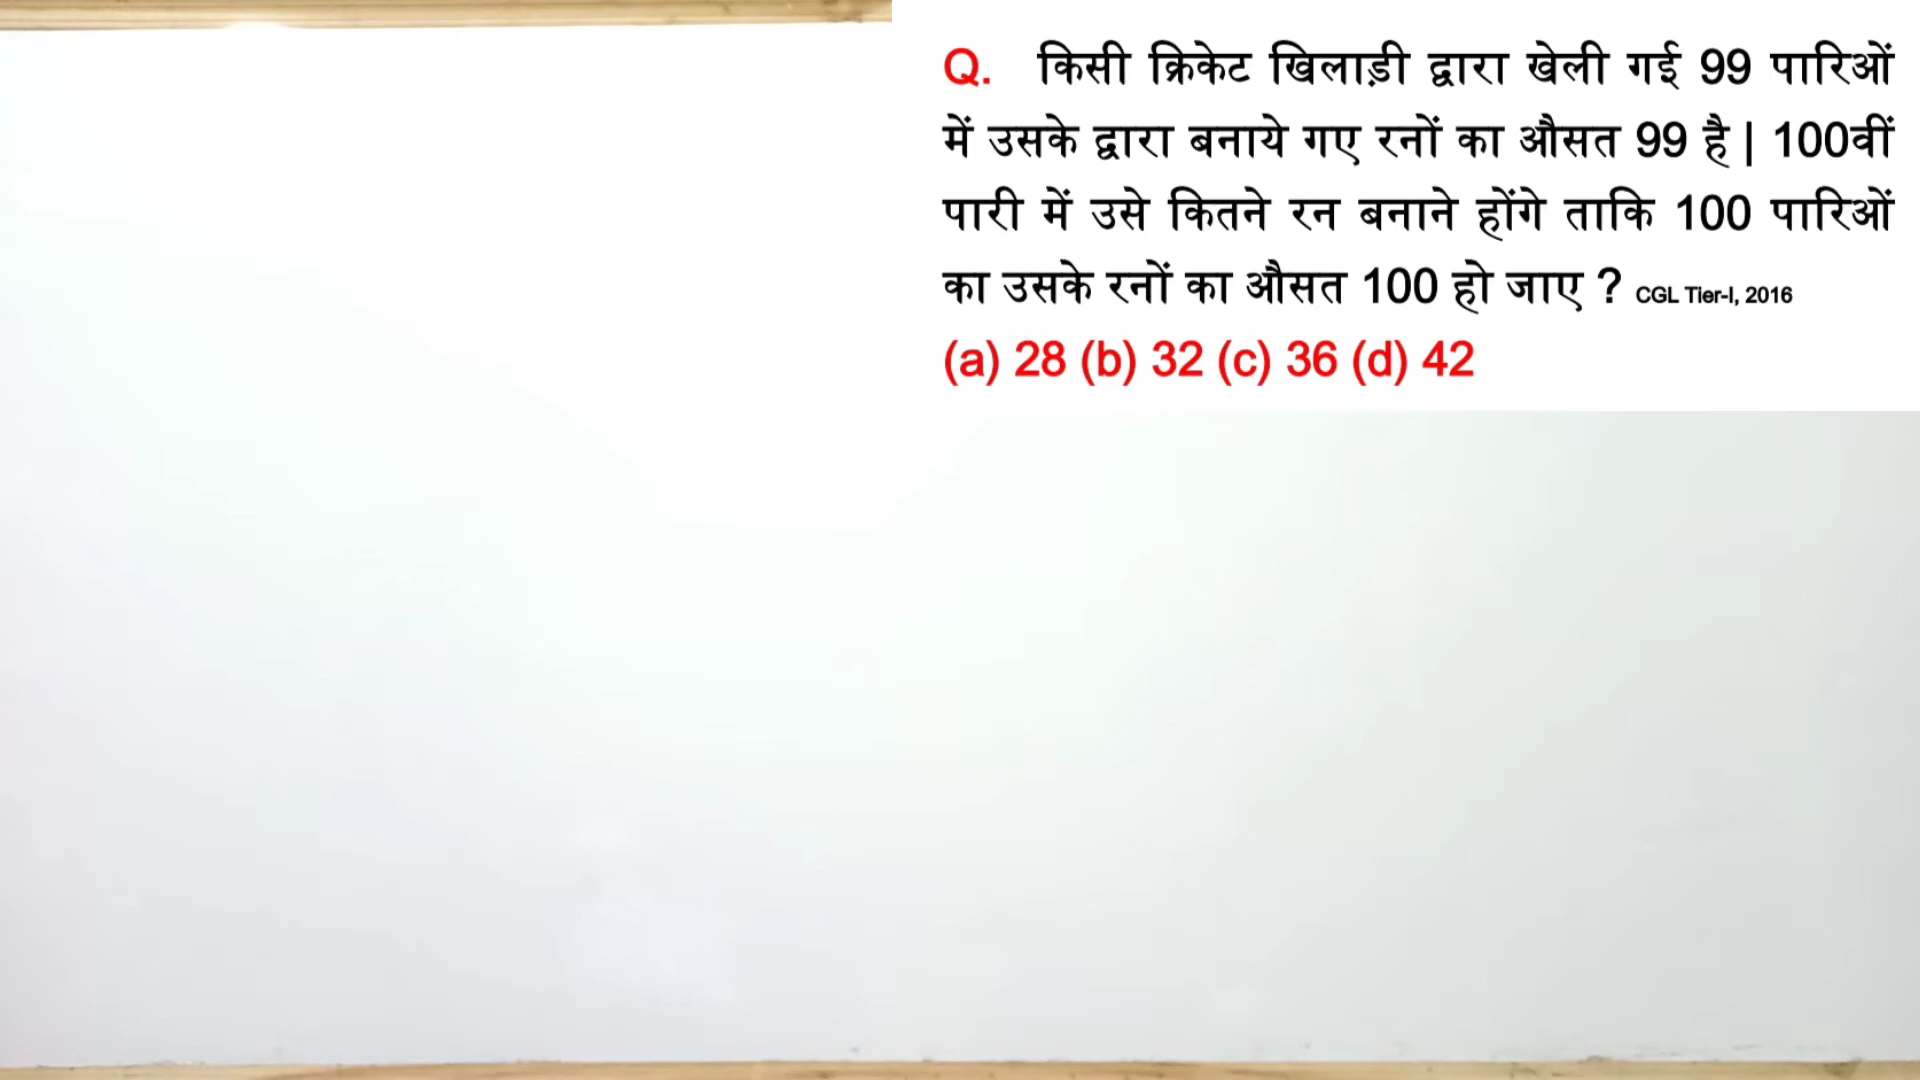 Q. किसी क्रिकेट खिलाड़ी द्वारा खेली गई 99 पारिओं
में उसके द्वारा बनाये गए रनों का औसत 99 है | 100वीं
पारी में उसे कितने रन बनाने होंगे ताकि 100 पारिओं
का उसके रनों का औसत 100 हो जाए ? CGL Tier-I, 2016
(a) 28 (b) 32 (c) 36 (d) 42